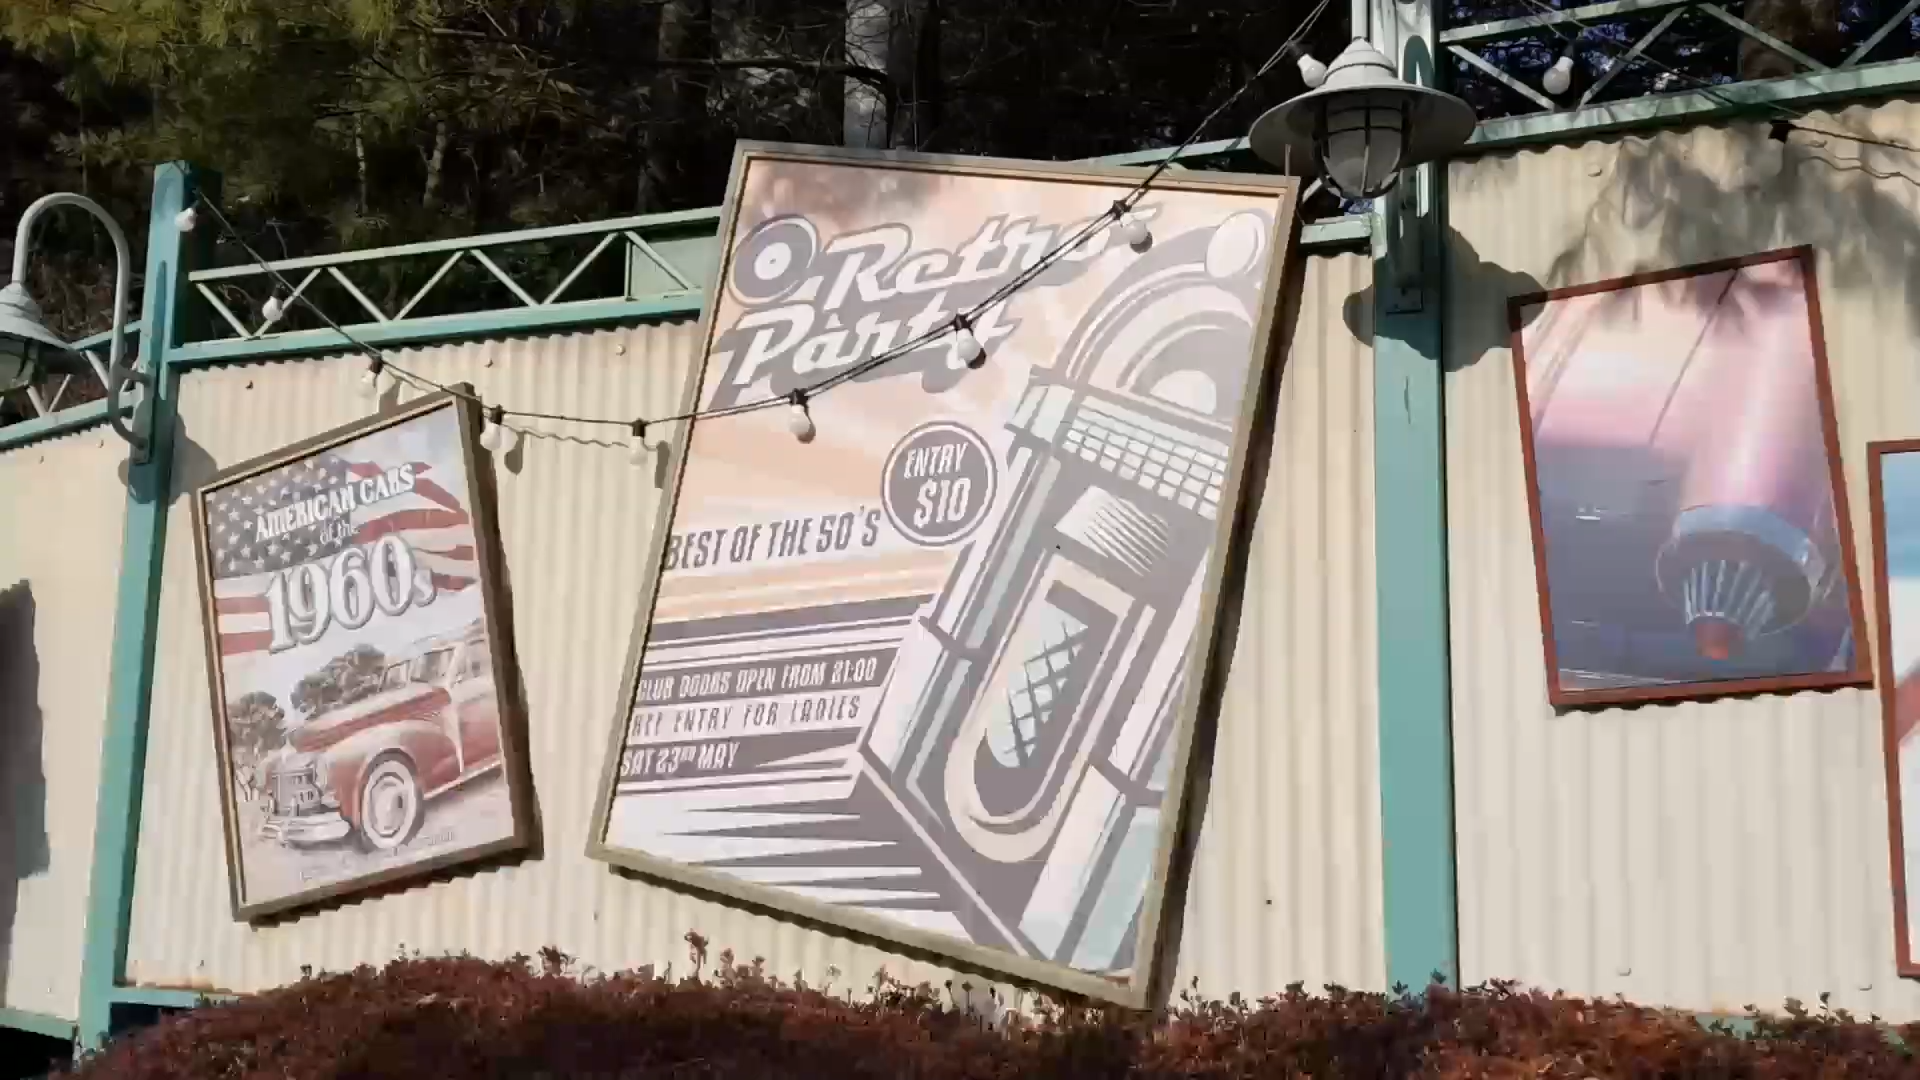 AMERICAN CARS
of the
1960s
Retro
Party
ENTRY
$10
BEST OF THE 50'S
CLUB DOORS OPEN FROM 21:00
FREE ENTRY FOR LADIES
SAT 23RD MAY